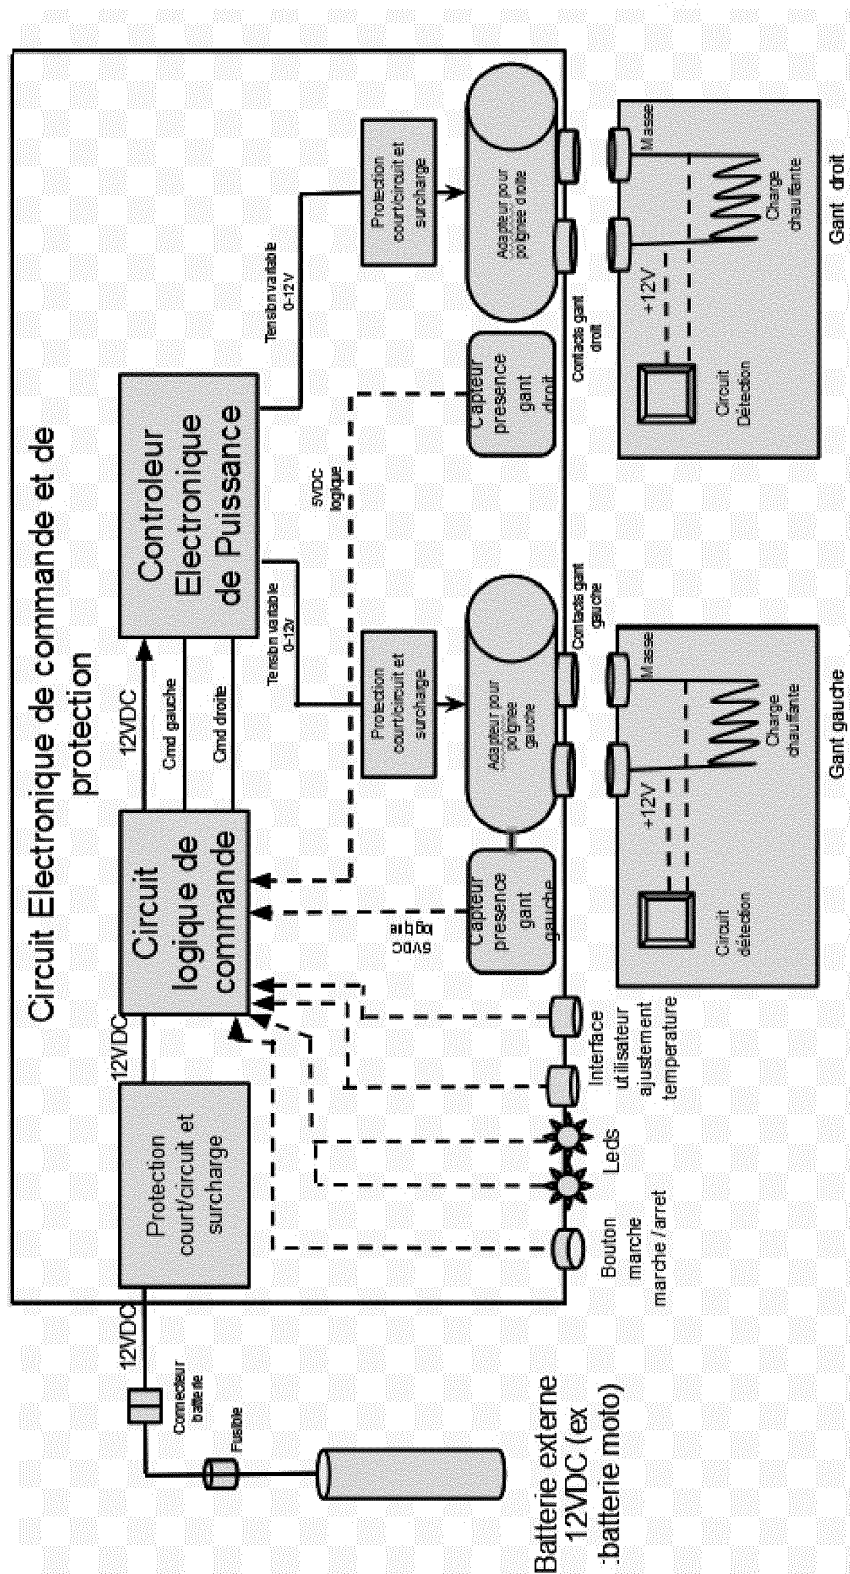 Circuit Electronique de commande et de
protection
Batterie externe
12VDC (ex
:batterie moto)
Fusible
Connecteur
batterie
12VDC
Protection
court/circuit et
surcharge
12VDC
Circuit
logique de
commande
12VDC
Cmd gauche
Cmd droite
Controleur
Electronique
de Puissance
Tension variable
0-12v
Tension variable
0-12V
Protection
court/circuit et
surcharge
Protection
court/circuit et
surcharge
5VDC
logique
5VDC
logique
Capteur
presence
gant
gauche
Adapteur pour
poignée
gauche
Capteur
presence
gant
droit
Adapteur pour
poignée droite
Bouton
marche
marche /arret
Leds
Interface
utilisateur
ajustement
temperature
Contacts gant
gauche
Contacts gant
droit
Circuit
détection
+12V
Masse
Charge
chauffante
Gant gauche
Circuit
Détection
+12V
Masse
Charge
chauffante
Gant droit